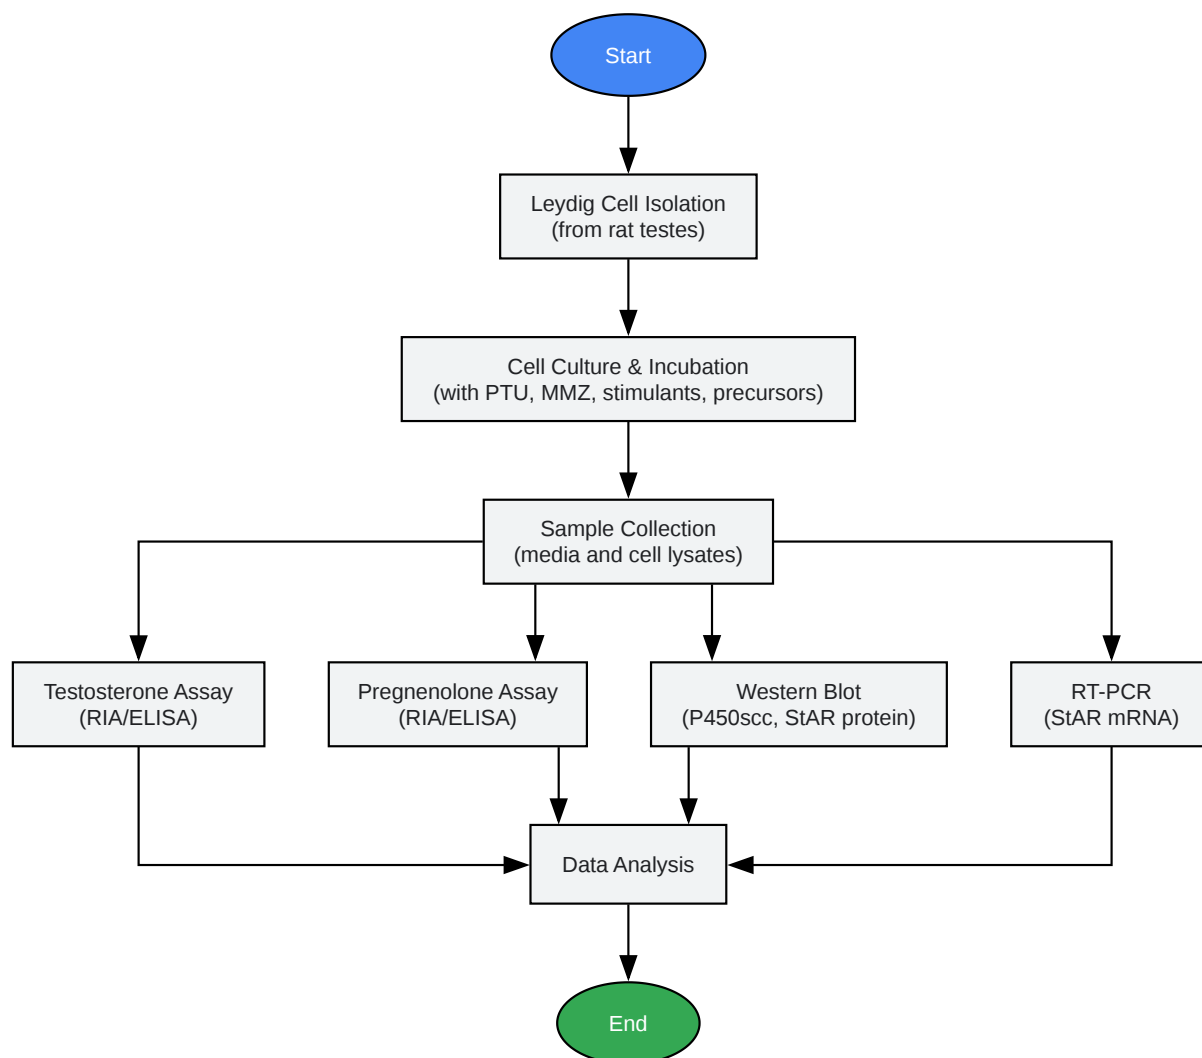 Start
Leydig Cell Isolation
(from rat testes)
Cell Culture & Incubation
(with PTU, MMZ, stimulants, precursors)
Sample Collection
(media and cell lysates)
Testosterone Assay
(RIA/ELISA)
Pregnenolone Assay
(RIA/ELISA)
Western Blot
(P450scc, StAR protein)
RT-PCR
(StAR mRNA)
Data Analysis
End